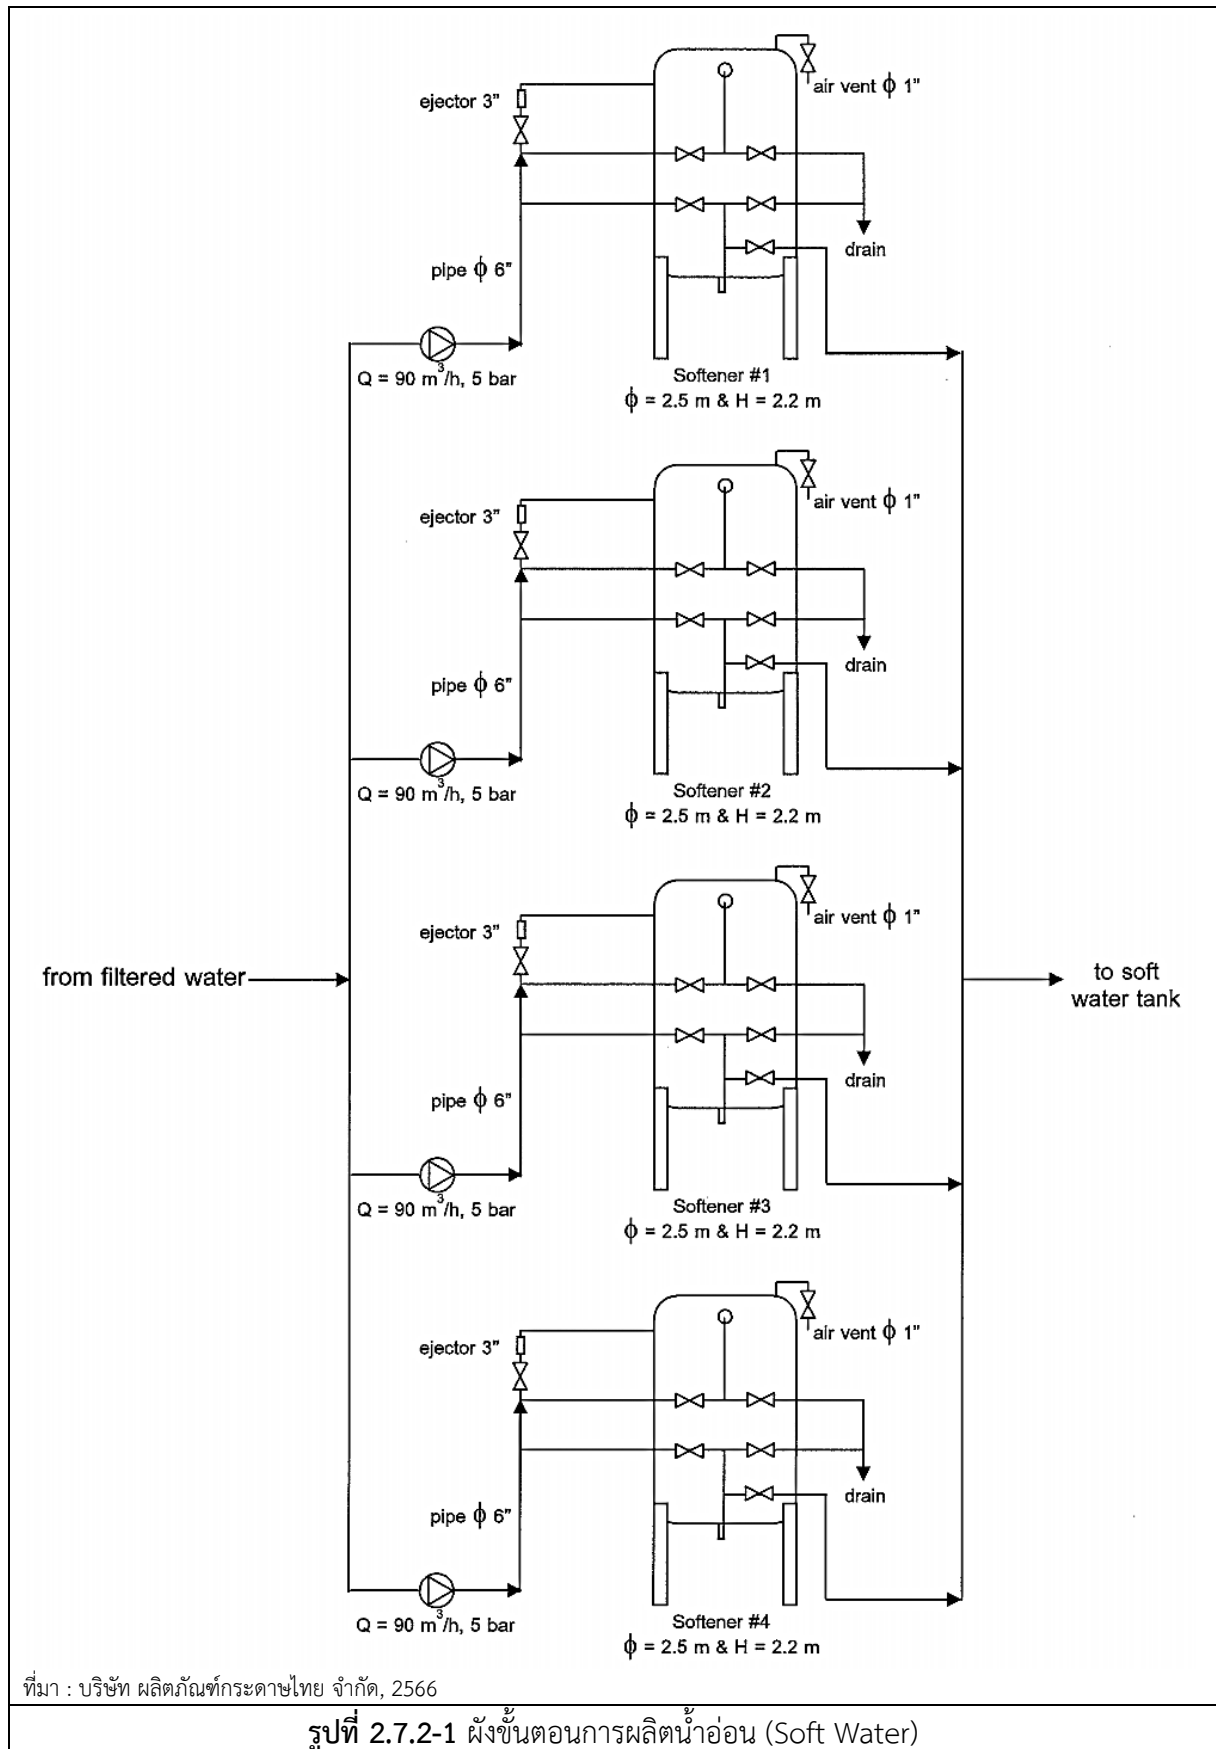 ejector 3"
air vent ϕ 1"
pipe ϕ 6"
drain
Q = 90 m³/h, 5 bar
Softener #1
ϕ = 2.5 m & H = 2.2 m
ejector 3"
air vent ϕ 1"
pipe ϕ 6"
drain
Q = 90 m³/h, 5 bar
Softener #2
ϕ = 2.5 m & H = 2.2 m
ejector 3"
air vent ϕ 1"
from filtered water
to soft
water tank
pipe ϕ 6"
drain
Q = 90 m³/h, 5 bar
Softener #3
ϕ = 2.5 m & H = 2.2 m
ejector 3"
air vent ϕ 1"
pipe ϕ 6"
drain
Q = 90 m³/h, 5 bar
Softener #4
ϕ = 2.5 m & H = 2.2 m
ที่มา : บริษัท ผลิตภัณฑ์กระดาษไทย จำกัด, 2566
รูปที่ 2.7.2-1 ผังขั้นตอนการผลิตน้ำอ่อน (Soft Water)